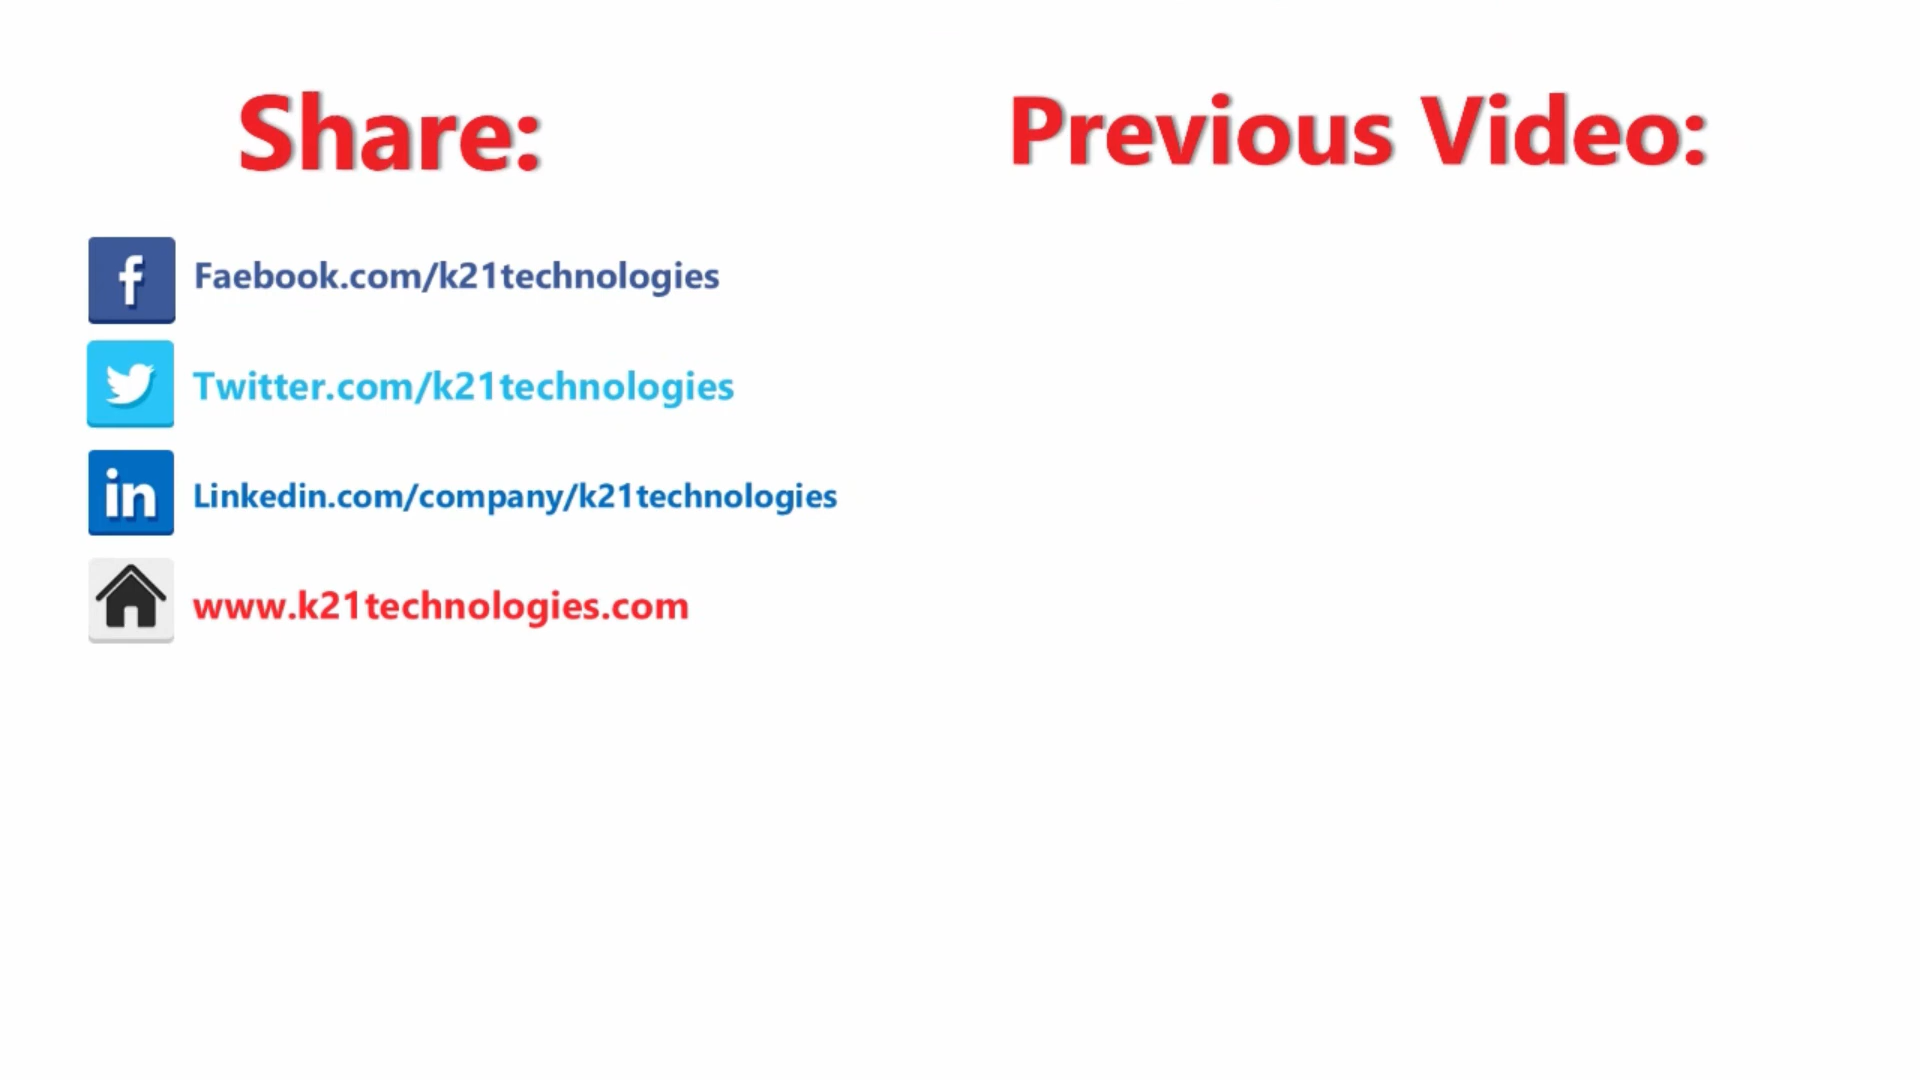 Share:
Previous Video:
Faebook.com/k21technologies
Twitter.com/k21technologies
Linkedin.com/company/k21technologies
www.k21technologies.com